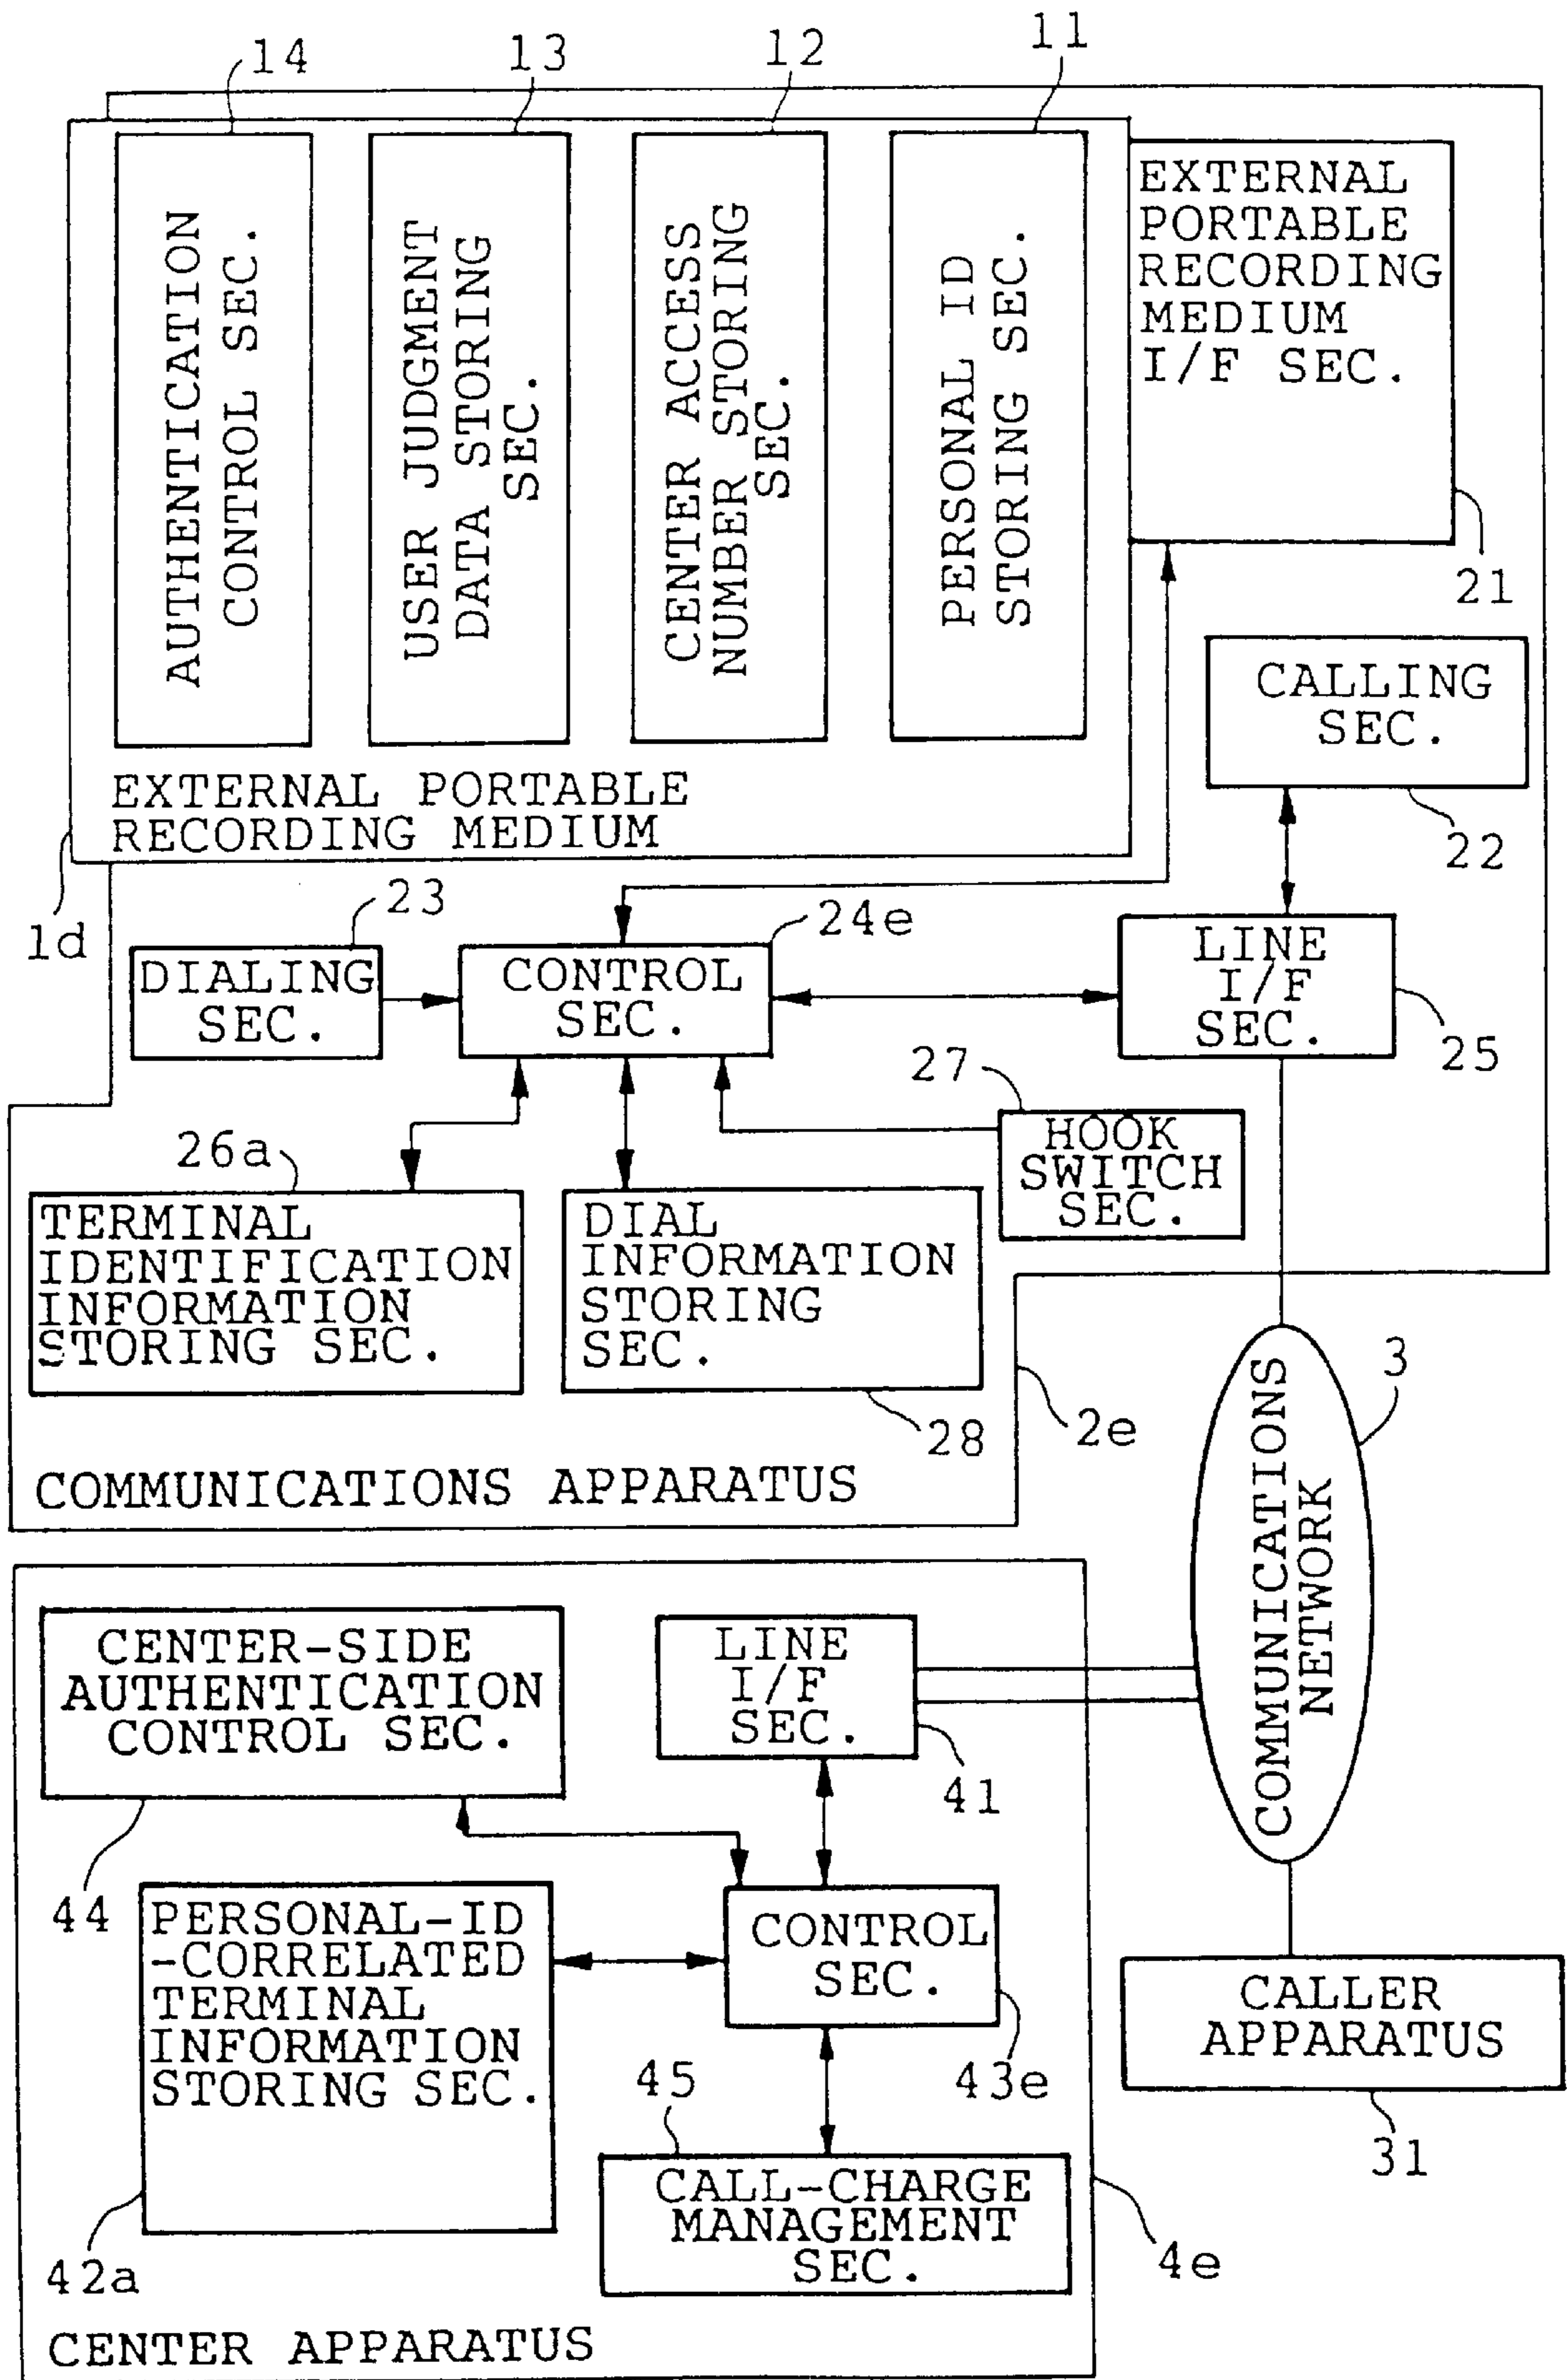 14
13
12
11
AUTHENTICATION
CONTROL SEC.
USER JUDGMENT
DATA STORING
SEC.
CENTER ACCESS
NUMBER STORING
SEC.
PERSONAL ID
STORING SEC.
EXTERNAL
PORTABLE
RECORDING
MEDIUM
I/F SEC.
21
CALLING
SEC.
22
EXTERNAL PORTABLE
RECORDING MEDIUM
1d
23
DIALING
SEC.
24e
CONTROL
SEC.
LINE
I/F
SEC.
25
27
HOOK
SWITCH
SEC.
26a
TERMINAL
IDENTIFICATION
INFORMATION
STORING SEC.
DIAL
INFORMATION
STORING
SEC.
28
2e
COMMUNICATIONS APPARATUS
3
COMMUNICATIONS
NETWORK
CENTER-SIDE
AUTHENTICATION
CONTROL SEC.
44
LINE
I/F
SEC.
41
PERSONAL-ID
-CORRELATED
TERMINAL
INFORMATION
STORING SEC.
42a
CONTROL
SEC.
43e
45
CALL-CHARGE
MANAGEMENT
SEC.
4e
CALLER
APPARATUS
31
CENTER APPARATUS